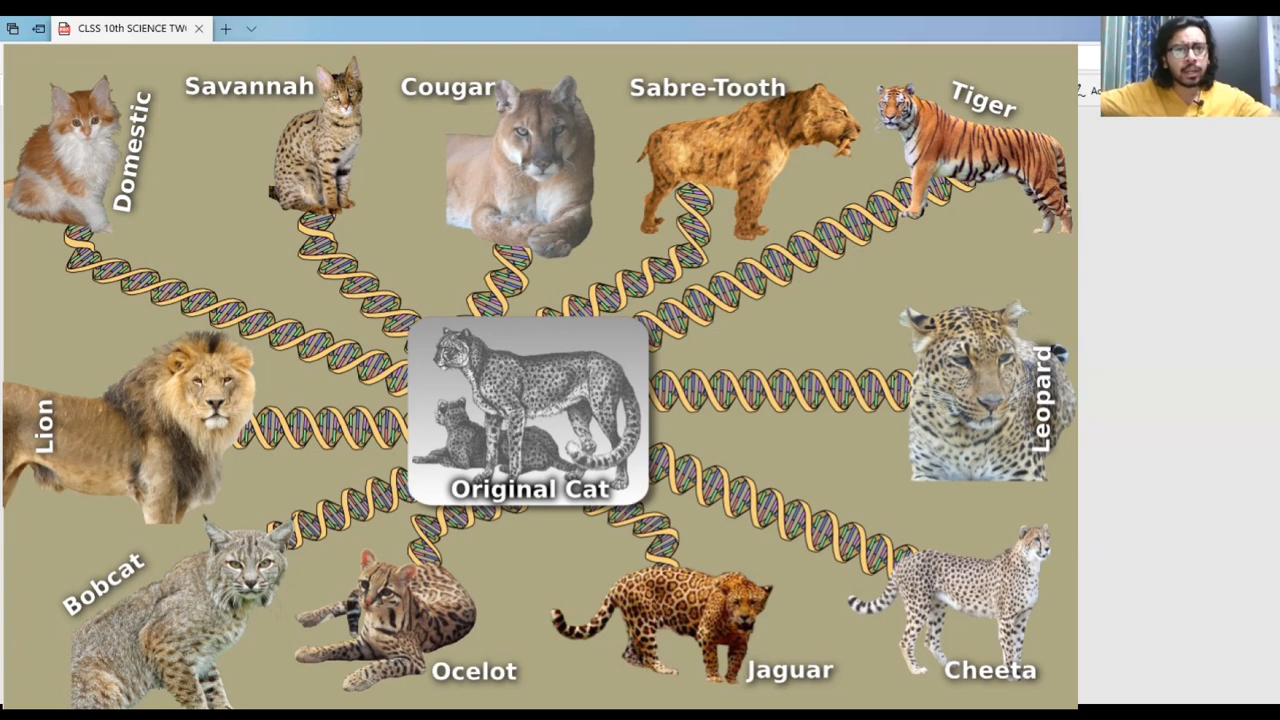 CLSS 10th SCIENCE TW
Savannah
Cougar
Sabre-Tooth
Tiger
Domestic
Leopard
Lion
Original Cat
Bobcat
Ocelot
Jaguar
Cheeta